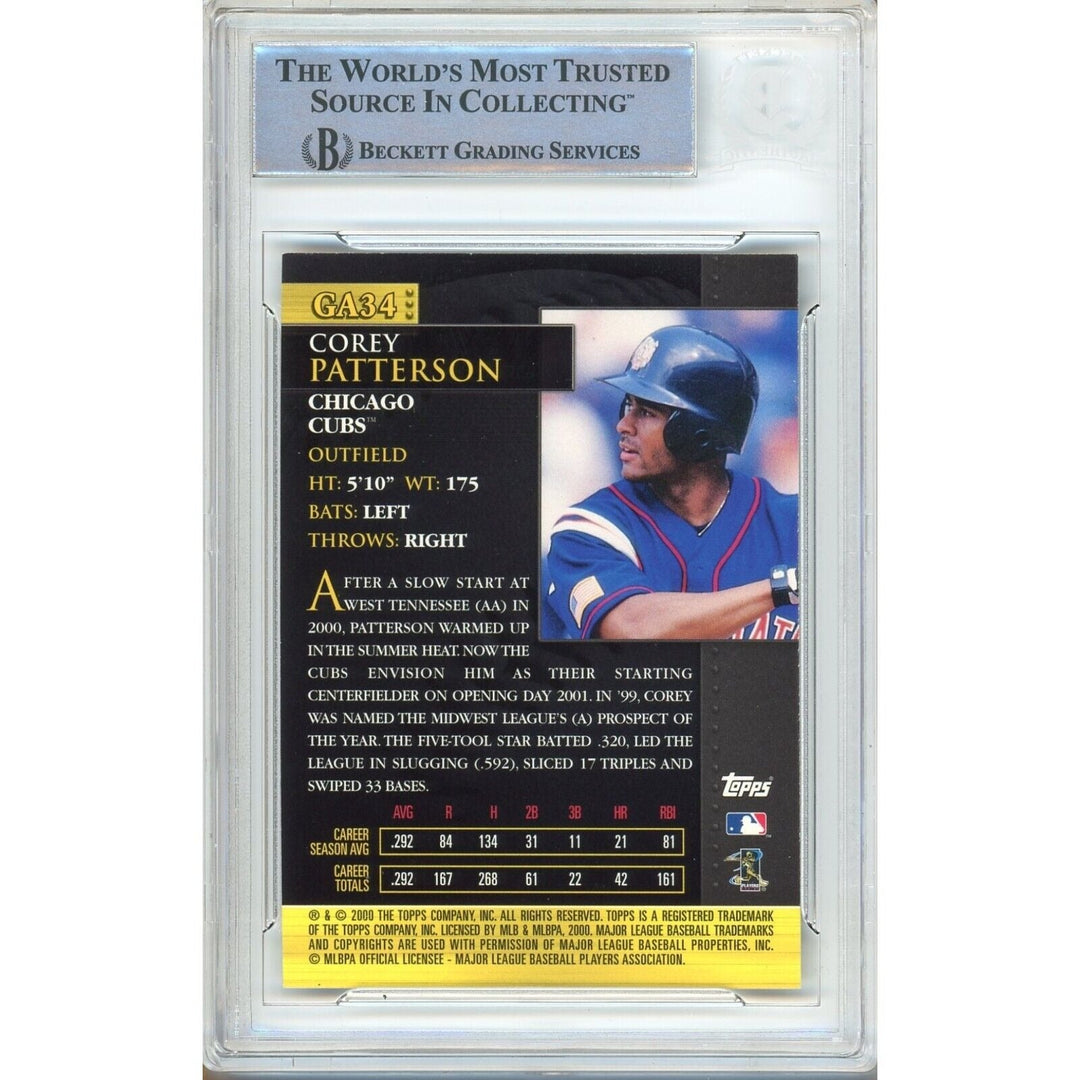 THE WORLD'S MOST TRUSTED
SOURCE IN COLLECTING™
B BECKETT GRADING SERVICES
GA34
COREY
PATTERSON
CHICAGO
CUBS™
OUTFIELD
HT: 5'10" WT: 175
BATS: LEFT
THROWS: RIGHT
AFTER A SLOW START AT
WEST TENNESSEE (AA) IN
2000, PATTERSON WARMED UP
IN THE SUMMER HEAT. NOW THE
CUBS ENVISION HIM AS THEIR STARTING
CENTERFIELDER ON OPENING DAY 2001. IN '99, COREY
WAS NAMED THE MIDWEST LEAGUE'S (A) PROSPECT OF
THE YEAR. THE FIVE-TOOL STAR BATTED .320, LED THE
LEAGUE IN SLUGGING (.592), SLICED 17 TRIPLES AND
SWIPED 33 BASES.
TOPPS®
AVG R H 2B 3B HR RBI
CAREER
SEASON AVG .292 84 134 31 11 21 81
CAREER
TOTALS .292 167 268 61 22 42 161
PLAYERS
® & © 2000 THE TOPPS COMPANY, INC. ALL RIGHTS RESERVED. TOPPS IS A REGISTERED TRADEMARK
OF THE TOPPS COMPANY, INC. LICENSED BY MLB & MLBPA, 2000. MAJOR LEAGUE BASEBALL TRADEMARKS
AND COPYRIGHTS ARE USED WITH PERMISSION OF MAJOR LEAGUE BASEBALL PROPERTIES, INC.
© MLBPA OFFICIAL LICENSEE - MAJOR LEAGUE BASEBALL PLAYERS ASSOCIATION.